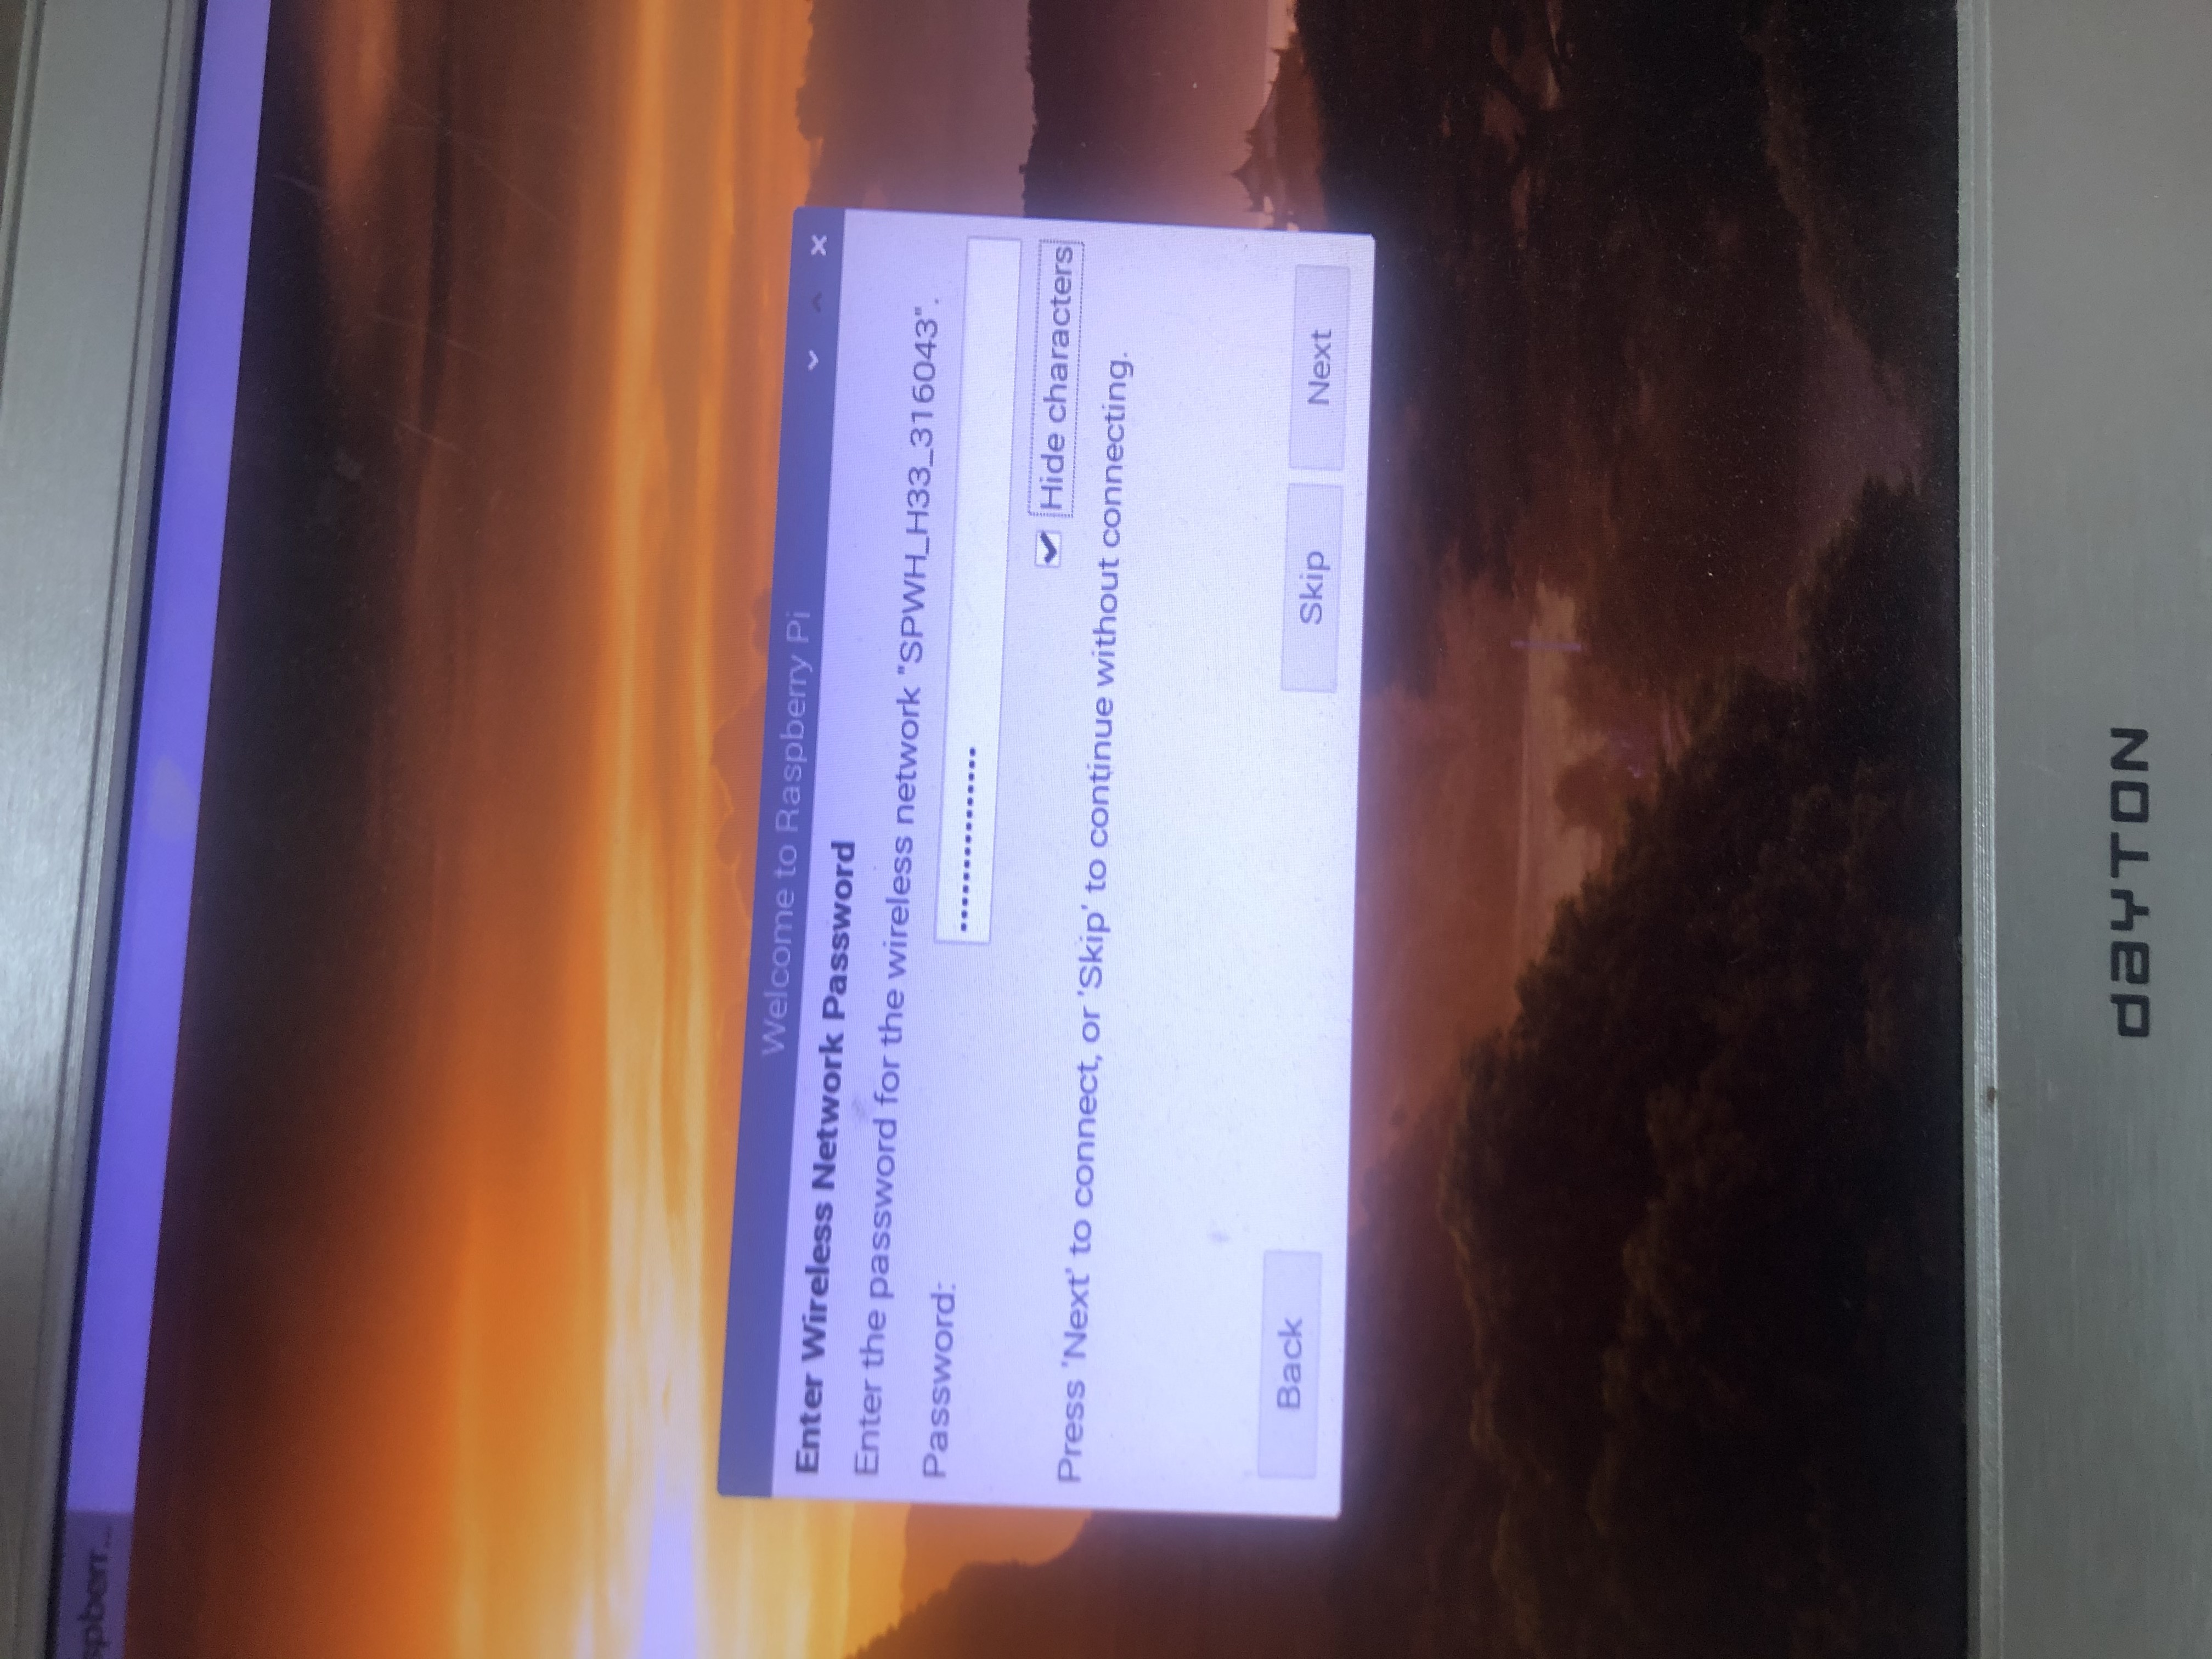 spberr...
Welcome to Raspberry Pi
Enter Wireless Network Password
Enter the password for the wireless network "SPWH_H33_316043".
Password: •••••••••••••••
Hide characters
Press 'Next' to connect, or 'Skip' to continue without connecting.
Back Skip Next
dayton